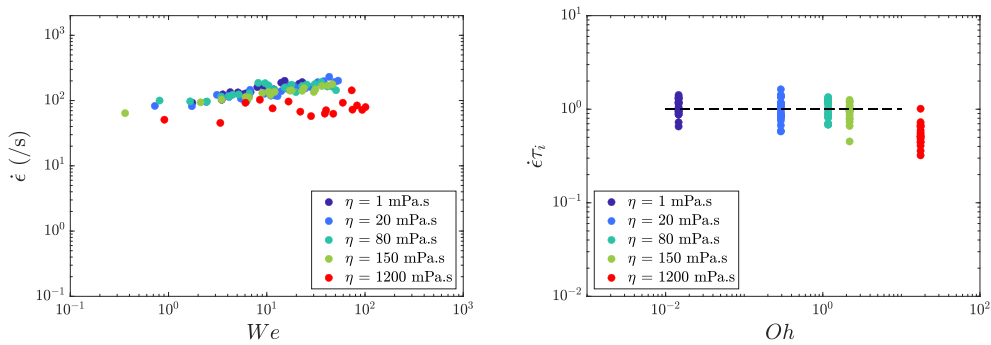 10³
10²
10¹
10⁰
10⁻¹
ϵ̇ (/s)
10⁻¹
10⁰
10¹
10²
10³
We
η = 1 mPa.s
η = 20 mPa.s
η = 80 mPa.s
η = 150 mPa.s
η = 1200 mPa.s
10¹
10⁰
10⁻¹
10⁻²
ϵ̇τᵢ
10⁻²
10⁰
10²
Oh
η = 1 mPa.s
η = 20 mPa.s
η = 80 mPa.s
η = 150 mPa.s
η = 1200 mPa.s